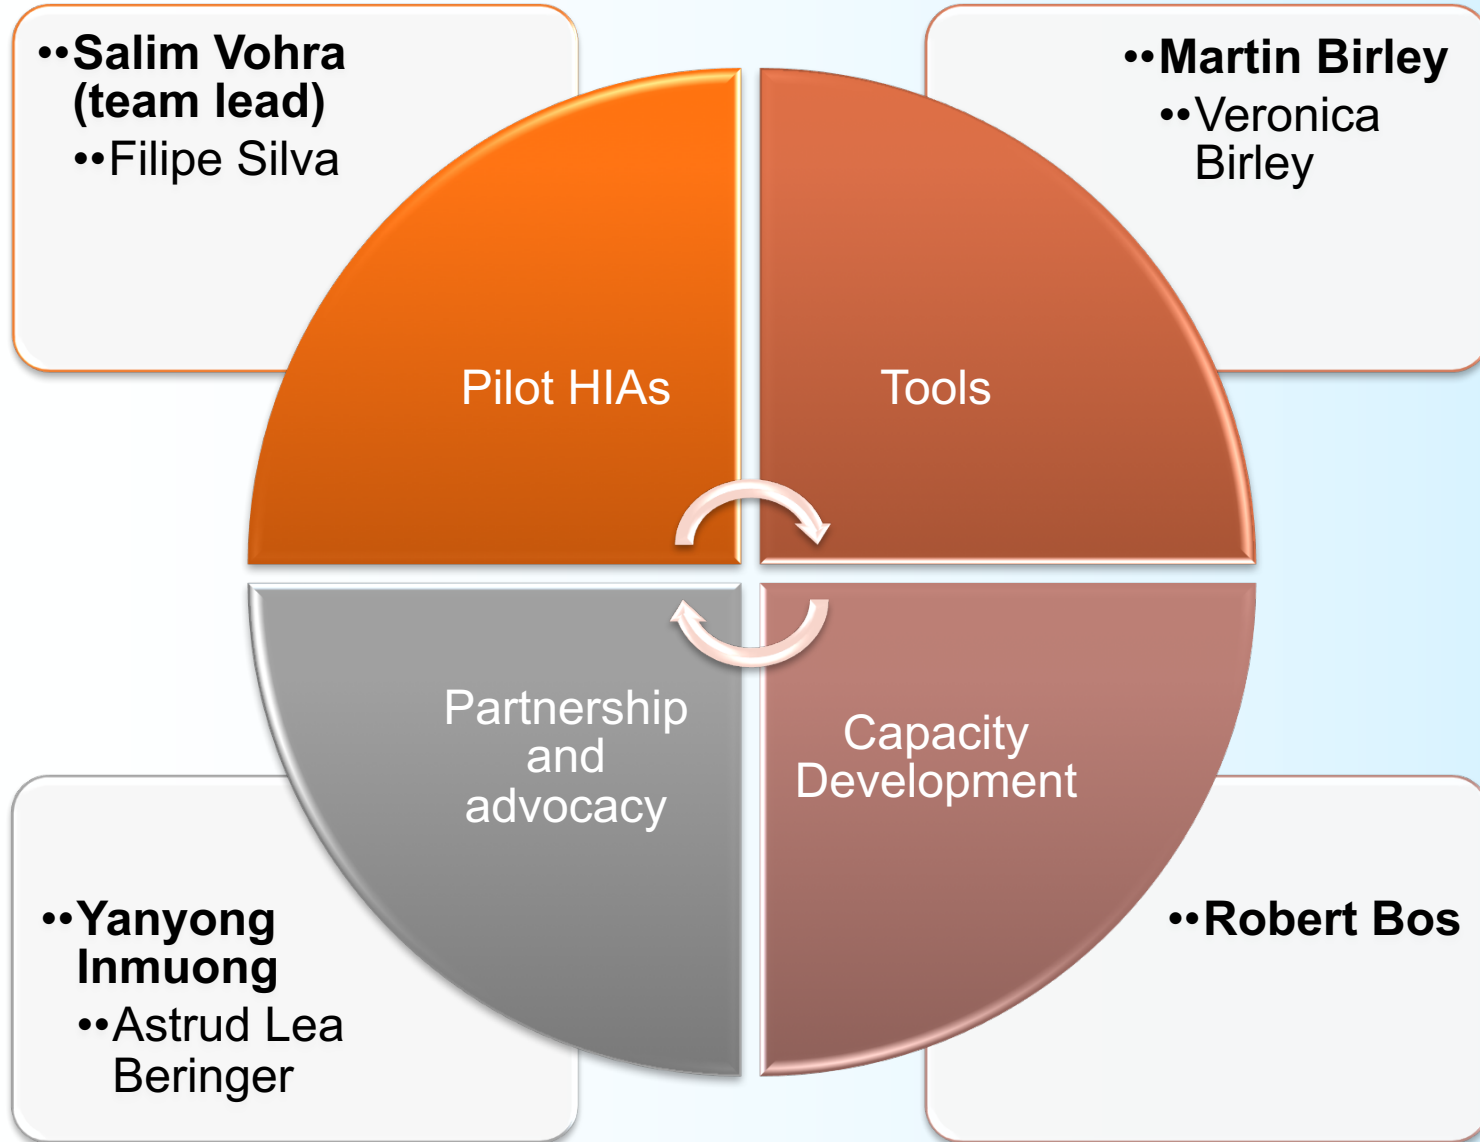 ••Salim Vohra
(team lead)
••Filipe Silva
••Martin Birley
••Veronica
Birley
Pilot HIAs
Tools
Partnership
and
advocacy
Capacity
Development
••Yanyong
Inmuong
••Astrud Lea
Beringer
••Robert Bos